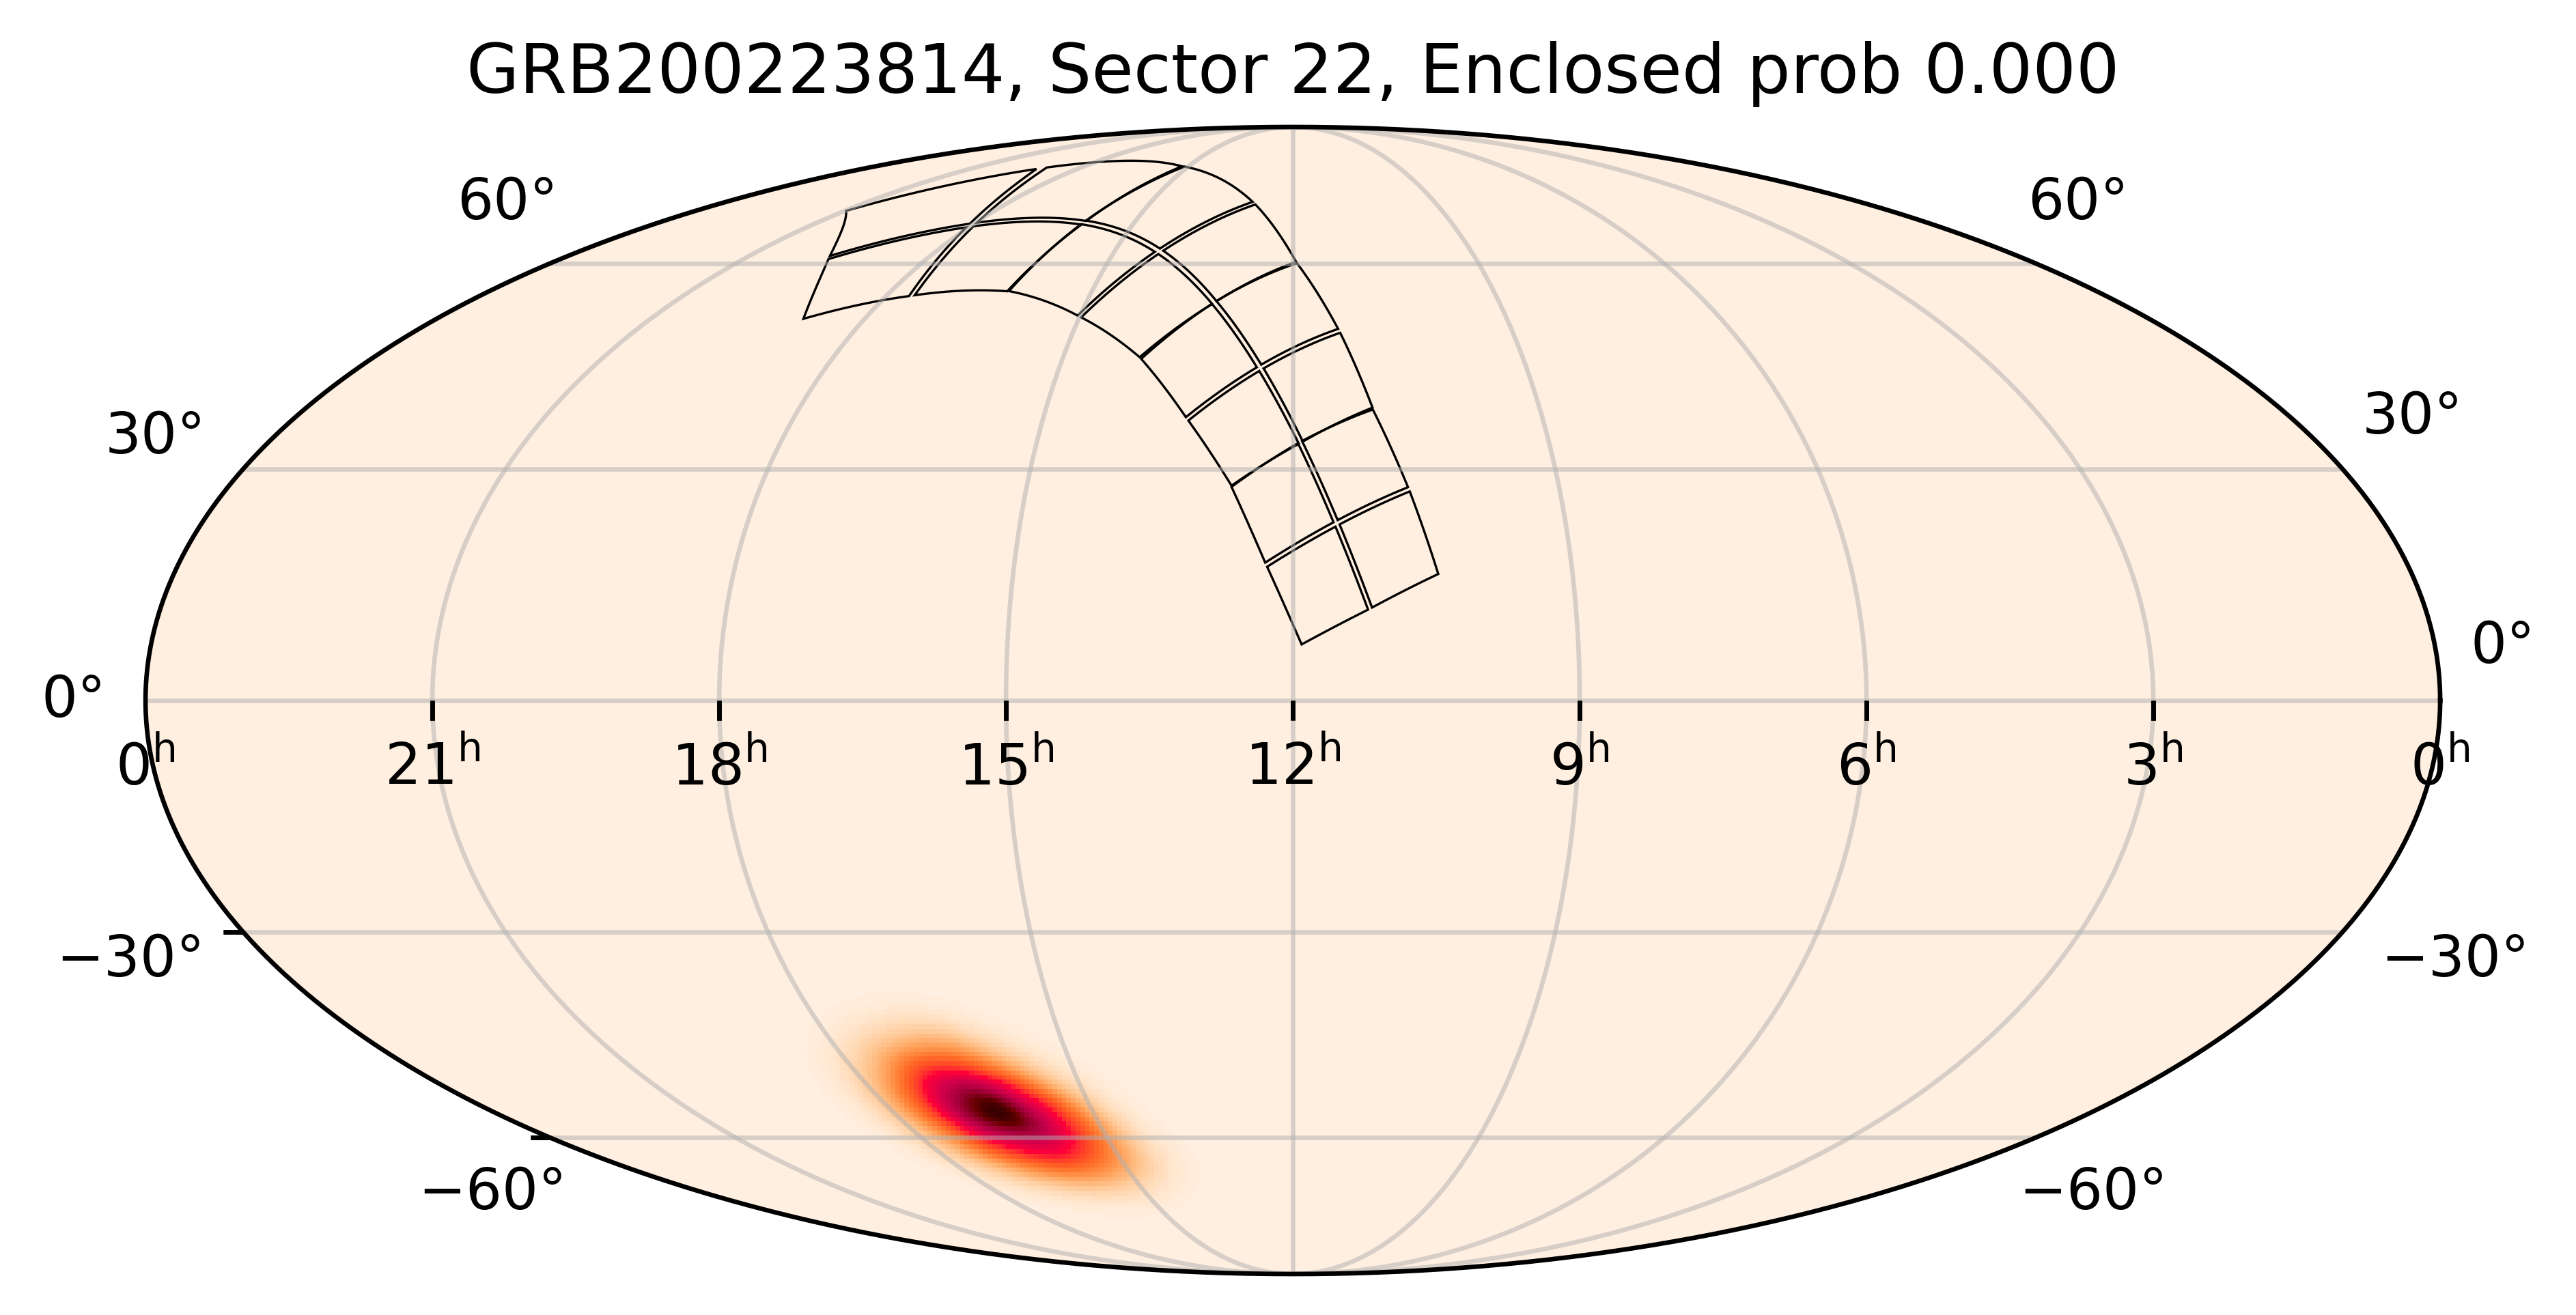 GRB200223814, Sector 22, Enclosed prob 0.000
60° 60°
30° 30°
0° 0°
0ʰ 21ʰ 18ʰ 15ʰ 12ʰ 9ʰ 6ʰ 3ʰ 0ʰ
−30° −30°
−60° −60°